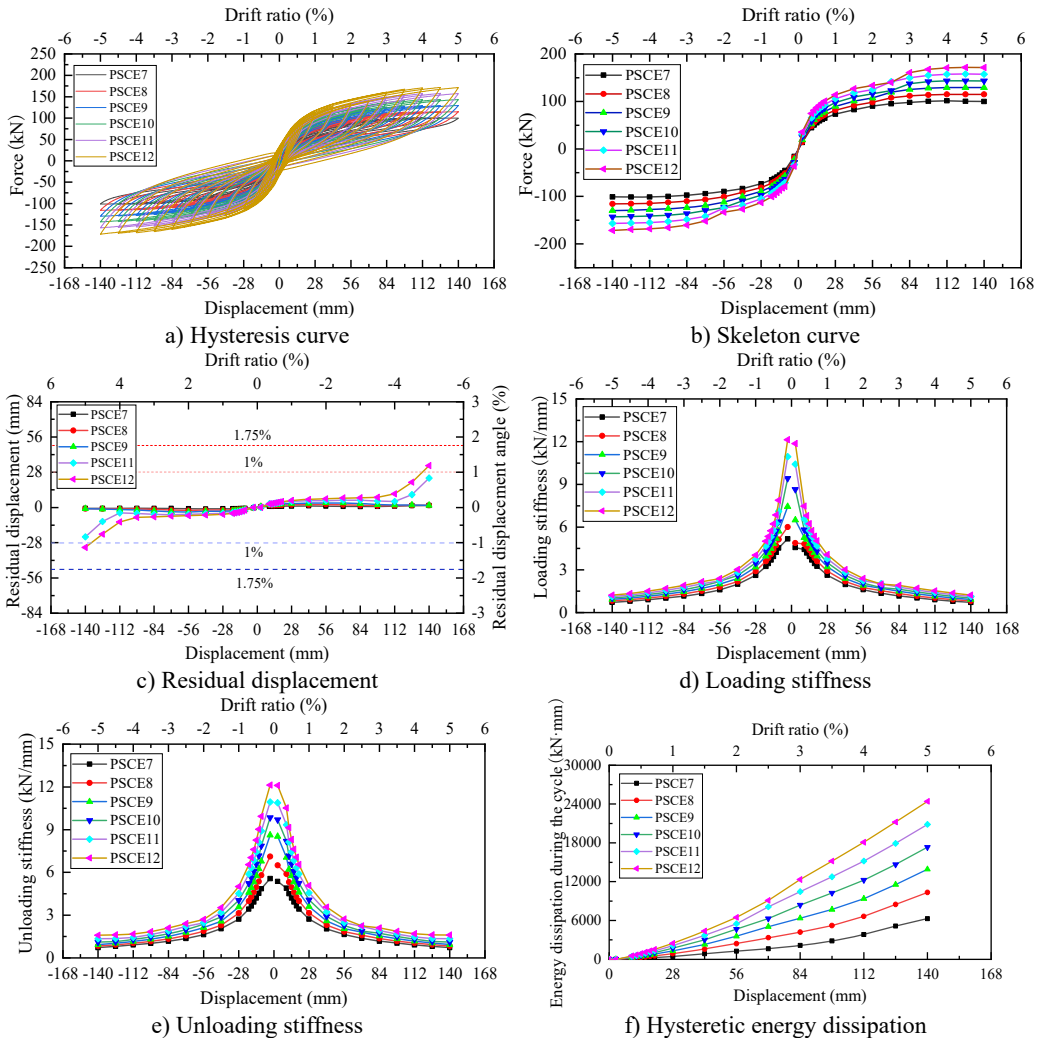 Drift ratio (%)
-6 -5 -4 -3 -2 -1 0 1 2 3 4 5 6
250
200
150
100
50
0
-50
-100
-150
-200
-250
Force (kN)
PSCE7
PSCE8
PSCE9
PSCE10
PSCE11
PSCE12
-168 -140 -112 -84 -56 -28 0 28 56 84 112 140 168
Displacement (mm)
a) Hysteresis curve
Drift ratio (%)
-6 -5 -4 -3 -2 -1 0 1 2 3 4 5 6
200
100
0
-100
-200
Force (kN)
PSCE7
PSCE8
PSCE9
PSCE10
PSCE11
PSCE12
-168 -140 -112 -84 -56 -28 0 28 56 84 112 140 168
Displacement (mm)
b) Skeleton curve
Drift ratio (%)
6 4 2 0 -2 -4 -6
84
56
28
0
-28
-56
-84
Residual displacement (mm)
PSCE7
PSCE8
PSCE9
PSCE11
PSCE12
1.75%
1%
1%
1.75%
3
2
1
0
-1
-2
-3
Residual displacement angle (%)
-168 -140 -112 -84 -56 -28 0 28 56 84 112 140 168
Displacement (mm)
c) Residual displacement
Drift ratio (%)
-6 -5 -4 -3 -2 -1 0 1 2 3 4 5 6
15
12
9
6
3
0
Loading stiffness (kN/mm)
PSCE7
PSCE8
PSCE9
PSCE10
PSCE11
PSCE12
-168 -140 -112 -84 -56 -28 0 28 56 84 112 140 168
Displacement (mm)
d) Loading stiffness
Drift ratio (%)
-6 -5 -4 -3 -2 -1 0 1 2 3 4 5 6
15
12
9
6
3
0
Unloading stiffness (kN/mm)
PSCE7
PSCE8
PSCE9
PSCE10
PSCE11
PSCE12
-168 -140 -112 -84 -56 -28 0 28 56 84 112 140 168
Displacement (mm)
e) Unloading stiffness
Drift ratio (%)
0 1 2 3 4 5 6
30000
24000
18000
12000
6000
0
Energy dissipation during the cycle (kN·mm)
PSCE7
PSCE8
PSCE9
PSCE10
PSCE11
PSCE12
0 28 56 84 112 140 168
Displacement (mm)
f) Hysteretic energy dissipation